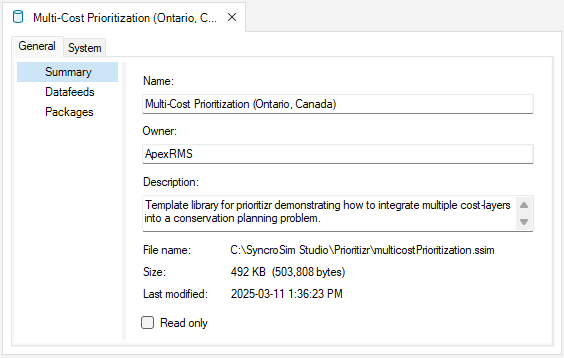 Multi-Cost Prioritization (Ontario, C...
General
System
Summary
Datafeeds
Packages
Name:
Multi-Cost Prioritization (Ontario, Canada)
Owner:
ApexRMS
Description:
Template library for prioritizr demonstrating how to integrate multiple cost-layers
into a conservation planning problem.
File name: C:\SyncroSim Studio\Prioritizr\multicostPrioritization.ssim
Size: 492 KB (503,808 bytes)
Last modified: 2025-03-11 1:36:23 PM
Read only